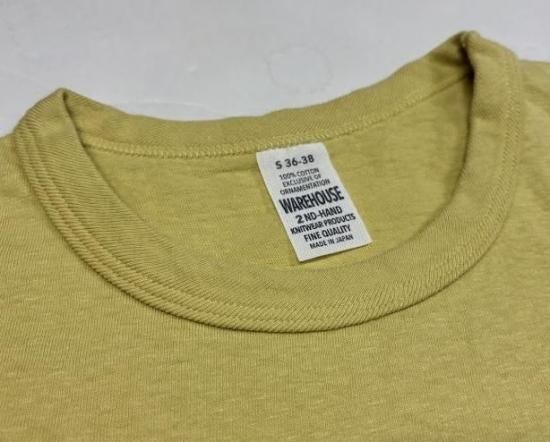 S 36-38
100% COTTON
EXCLUSIVE OF
ORNAMENTATION
WAREHOUSE
2 ND-HAND
KNITWEAR PRODUCTS
FINE QUALITY
MADE IN JAPAN